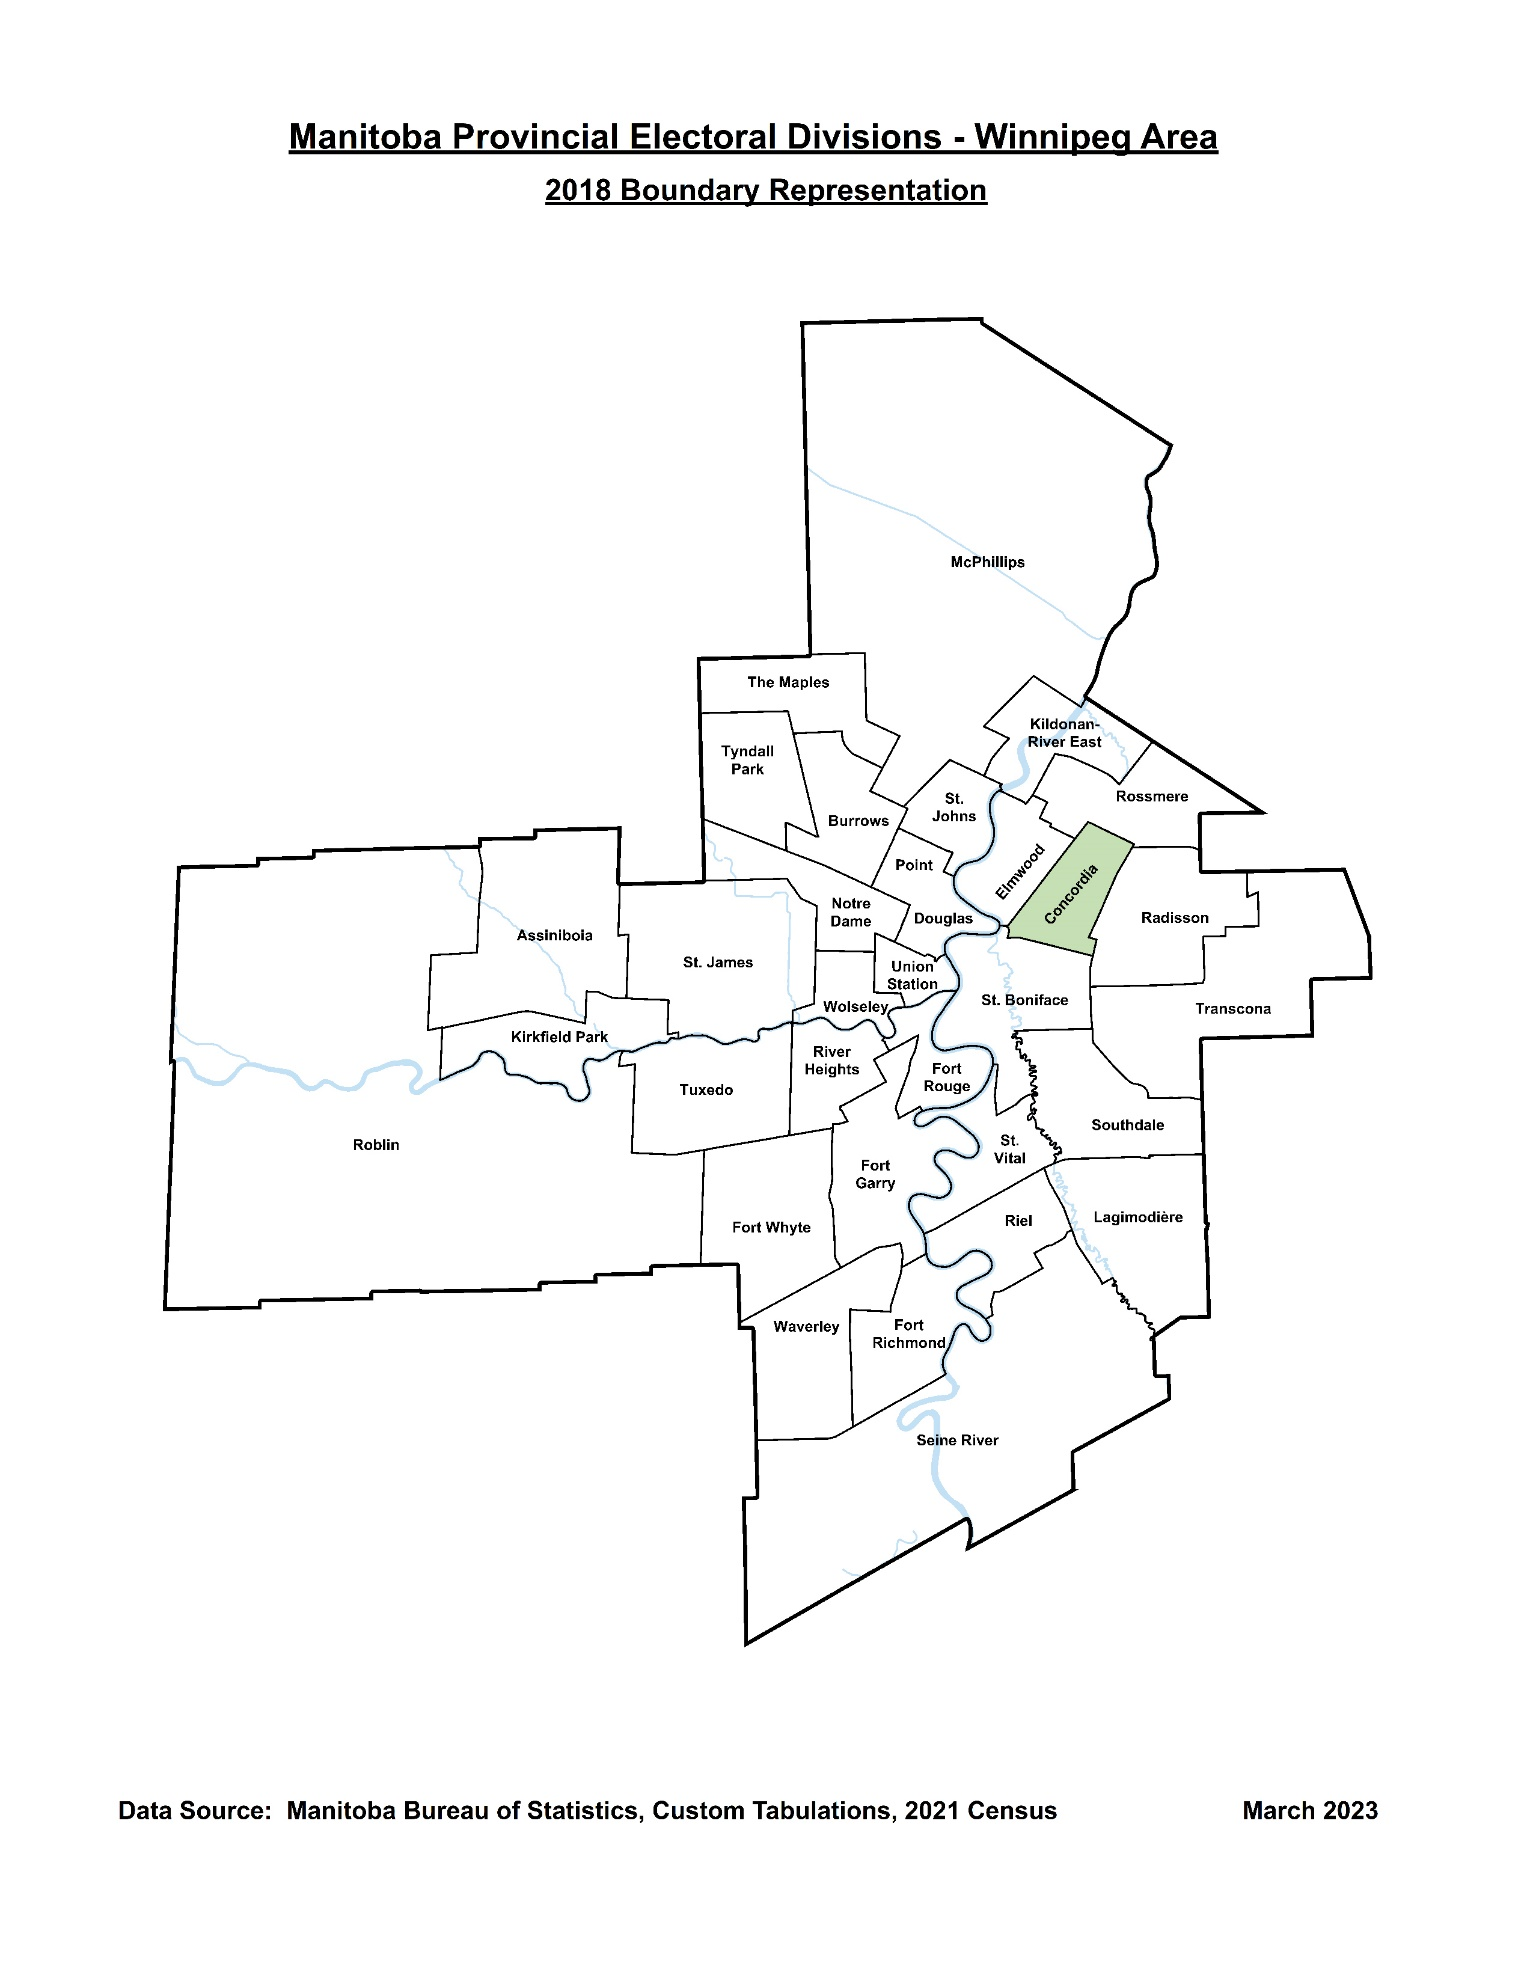 Manitoba Provincial Electoral Divisions - Winnipeg Area
2018 Boundary Representation
McPhillips
The Maples
Kildonan-
River East
Tyndall
Park
Rossmere
St.
Johns
Burrows
Point
Douglas
Elmwood
Concordia
Notre
Dame
Radisson
Assiniboia
St. James
Union
Station
St. Boniface
Wolseley
Transcona
Kirkfield Park
River
Heights
Fort
Rouge
Tuxedo
Southdale
Roblin
St.
Vital
Fort
Garry
Fort Whyte
Riel
Lagimodière
Waverley
Fort
Richmond
Seine River
Data Source:  Manitoba Bureau of Statistics, Custom Tabulations, 2021 Census
March 2023